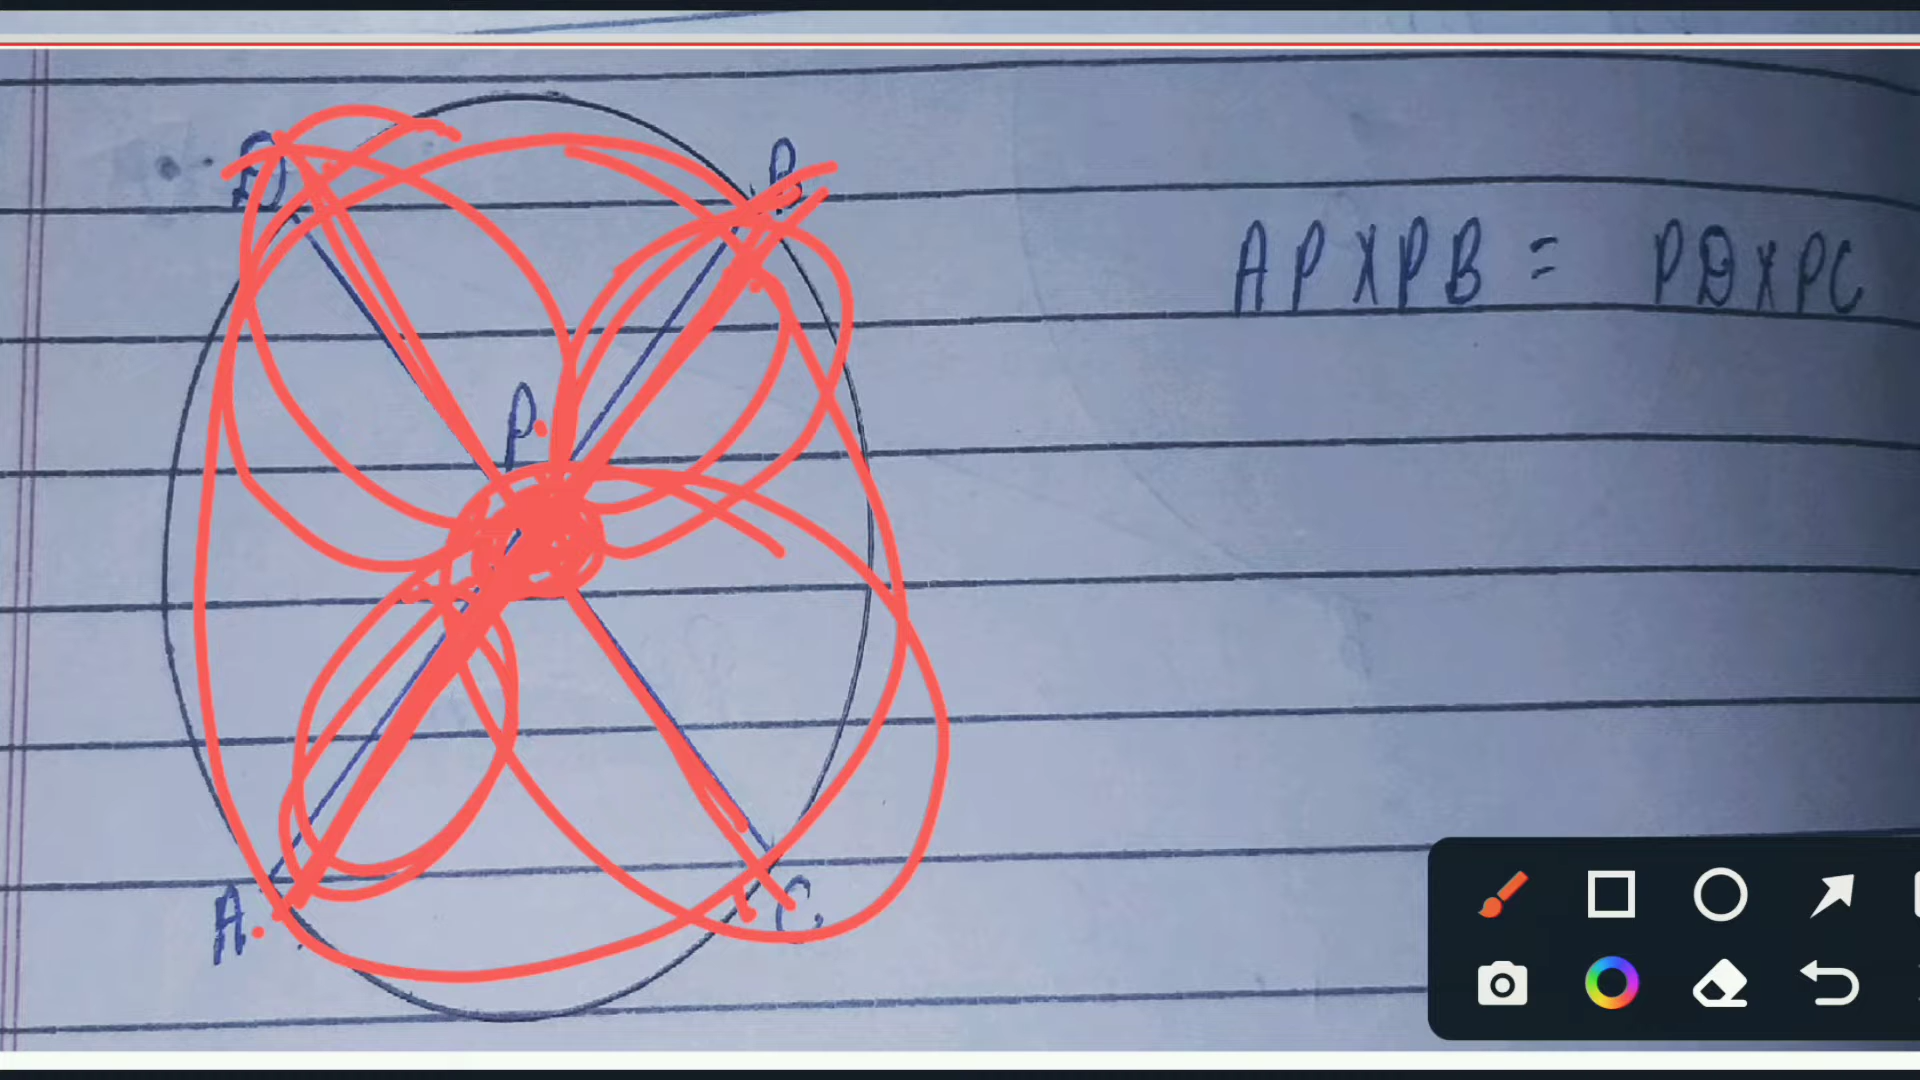 D
B
AP X PB = PD X PC
P
A
C